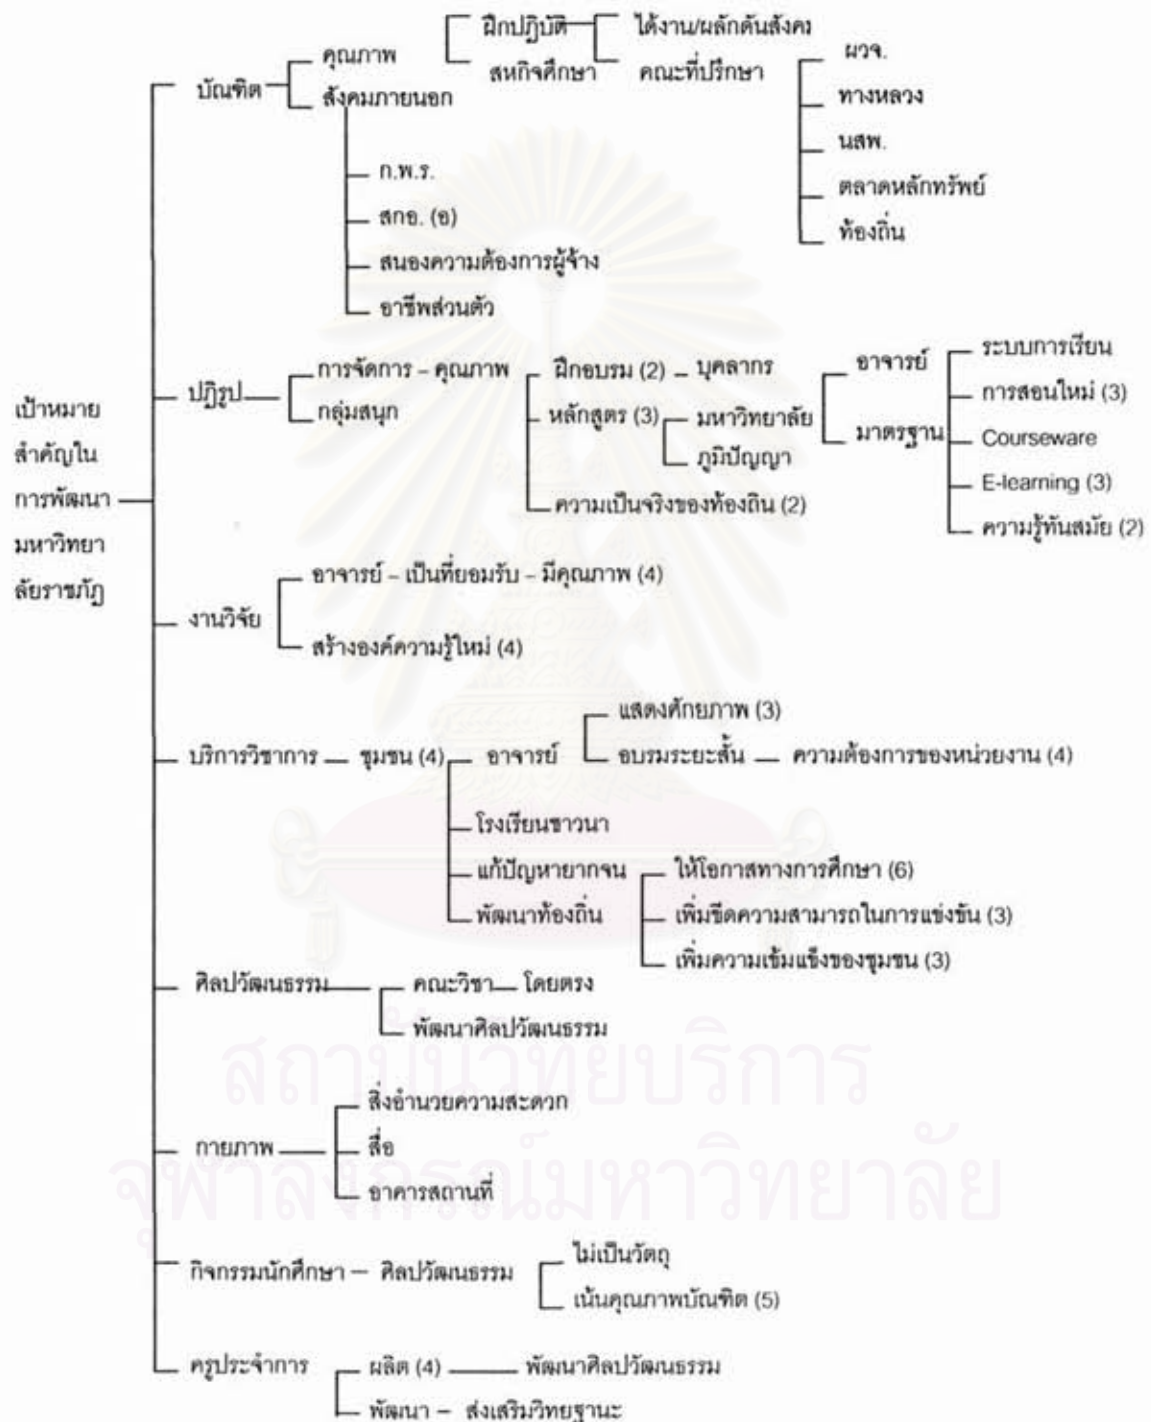 ฝึกปฏิบัติ
ได้งาน/ผลักดันสังคม
คุณภาพ
สหกิจศึกษา
คณะที่ปรึกษา
ผวจ.
บัณฑิต
สังคมภายนอก
ทางหลวง
นสพ.
ก.พ.ร.
ตลาดหลักทรัพย์
สกอ. (อ)
ท้องถิ่น
สนองความต้องการผู้จ้าง
อาชีพส่วนตัว
เป้าหมาย
สำคัญใน
การพัฒนา
มหาวิทยา
ลัยราชภัฏ
ปฏิรูป
การจัดการ – คุณภาพ
กลุ่มสนุก
ฝึกอบรม (2) – บุคลากร
หลักสูตร (3) – มหาวิทยาลัย
ภูมิปัญญา
ความเป็นจริงของท้องถิ่น (2)
อาจารย์
มาตรฐาน
ระบบการเรียน
การสอนใหม่ (3)
Courseware
E-learning (3)
ความรู้ทันสมัย (2)
งานวิจัย
อาจารย์ – เป็นที่ยอมรับ – มีคุณภาพ (4)
สร้างองค์ความรู้ใหม่ (4)
บริการวิชาการ – ชุมชน (4)
อาจารย์
แสดงศักยภาพ (3)
อบรมระยะสั้น — ความต้องการของหน่วยงาน (4)
โรงเรียนชาวนา
แก้ปัญหายากจน
พัฒนาท้องถิ่น
ให้โอกาสทางการศึกษา (6)
เพิ่มขีดความสามารถในการแข่งขัน (3)
เพิ่มความเข้มแข็งของชุมชน (3)
ศิลปวัฒนธรรม
คณะวิชา — โดยตรง
พัฒนาศิลปวัฒนธรรม
กายภาพ
สิ่งอำนวยความสะดวก
สื่อ
อาคารสถานที่
กิจกรรมนักศึกษา – ศิลปวัฒนธรรม
ไม่เป็นวัตถุ
เน้นคุณภาพบัณฑิต (5)
ครูประจำการ
ผลิต (4) — พัฒนาศิลปวัฒนธรรม
พัฒนา – ส่งเสริมวิทยฐานะ
สถาบันวิทยบริการ
จุฬาลงกรณ์มหาวิทยาลัย